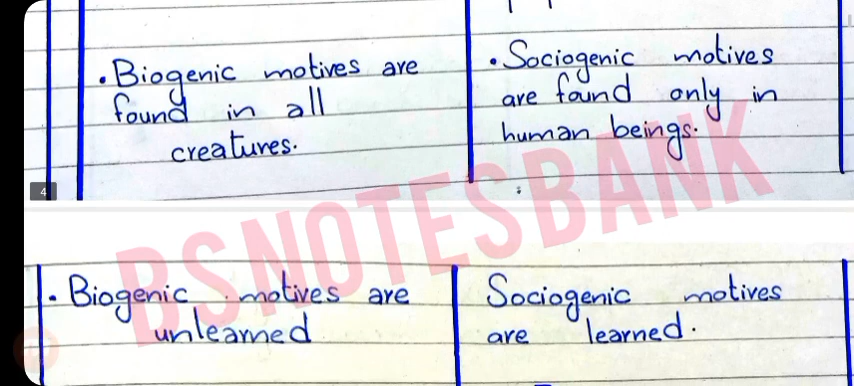 • Biogenic motives are
found in all
creatures.
• Sociogenic motives
are found only in
human beings.
4
• Biogenic motives are
unlearned
Sociogenic motives
are learned.
BSNOTESBANK